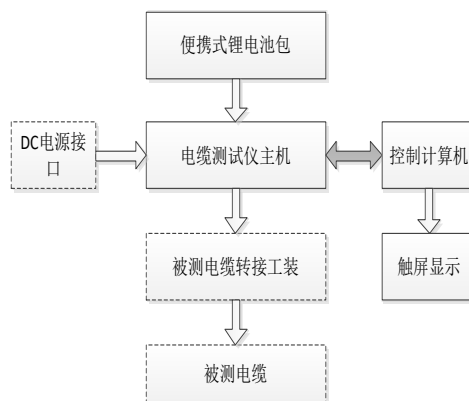 便携式锂电池包
DC电源接
口
电缆测试仪主机
控制计算机
被测电缆转接工装
触屏显示
被测电缆